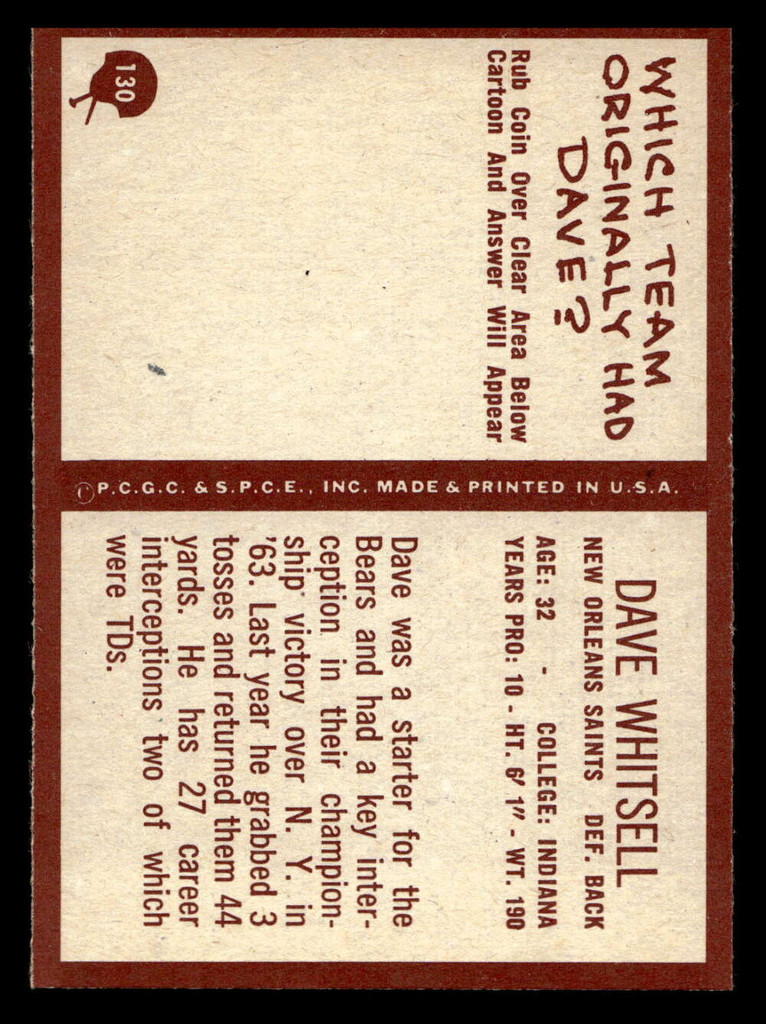 WHICH TEAM
ORIGINALLY HAD
DAVE?
Rub Coin Over Clear Area Below
Cartoon And Answer Will Appear
130
©P.C.G.C. & S.P.C.E., INC. MADE & PRINTED IN U.S.A.
DAVE WHITSELL
NEW ORLEANS SAINTS DEF. BACK
AGE: 32 - COLLEGE: INDIANA
YEARS PRO: 10 - HT. 6' 1" - WT. 190
Dave was a starter for the
Bears and had a key inter-
ception in their champion-
ship victory over N. Y. in
'63. Last year he grabbed 3
tosses and returned them 44
yards. He has 27 career
interceptions two of which
were TDs.